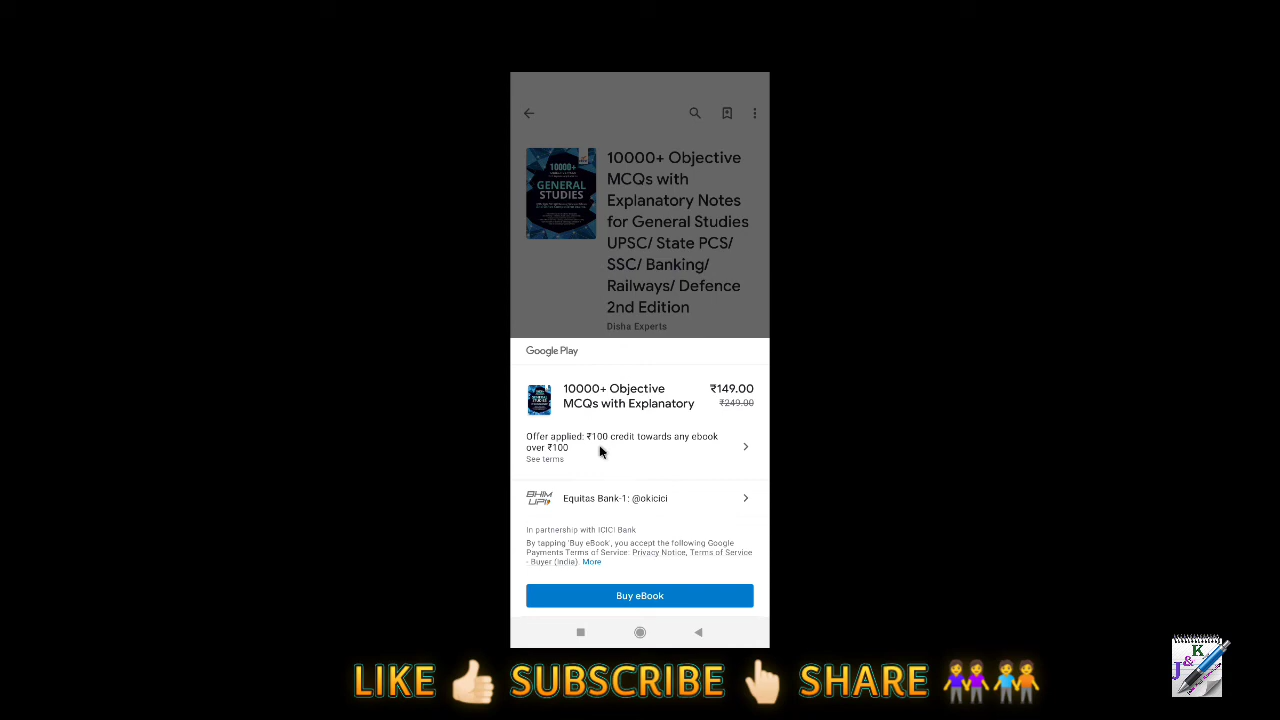 10000+ Objective
MCQs with
Explanatory Notes
for General Studies
UPSC/ State PCS/
SSC/ Banking/
Railways/ Defence
2nd Edition
Disha Experts
10000+
GENERAL
STUDIES
Google Play
10000+ Objective
MCQs with Explanatory
₹149.00
₹249.00
Offer applied: ₹100 credit towards any ebook
over ₹100
See terms
BHIM
UPI
Equitas Bank-1: @okicici
In partnership with ICICI Bank
By tapping 'Buy eBook', you accept the following Google
Payments Terms of Service: Privacy Notice, Terms of Service
- Buyer (India) More
Buy eBook
LIKE 👍🏻 SUBSCRIBE 👆🏻 SHARE 👭👬
J&K